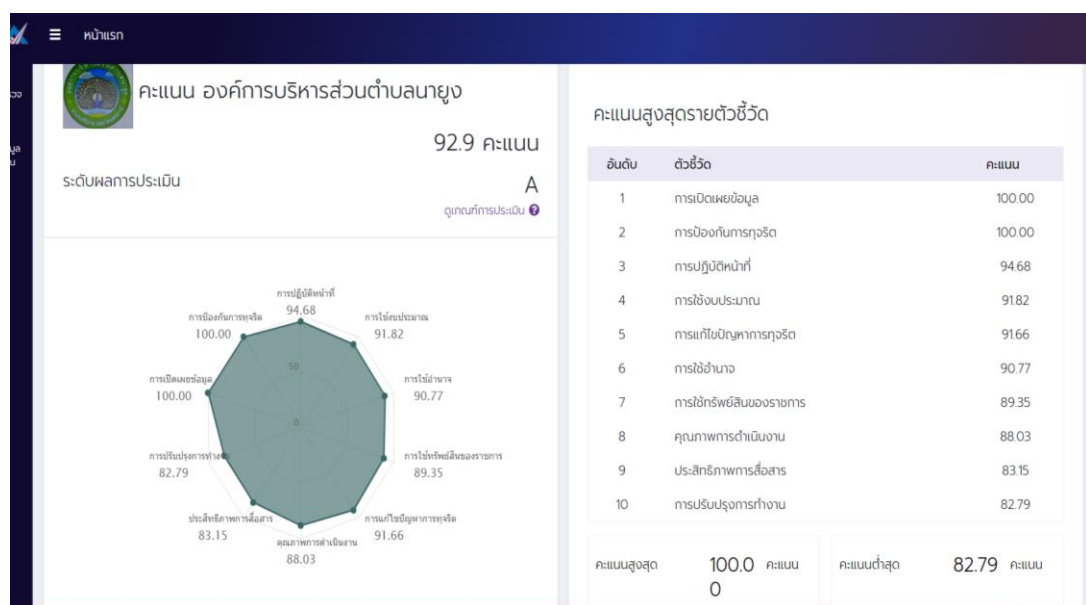 หน้าแรก
คะแนน องค์การบริหารส่วนตำบลนายูง
92.9 คะแนน
ระดับผลการประเมิน
A
ดูเกณฑ์การประเมิน
การปฏิบัติหน้าที่
94.68
การป้องกันการทุจริต
100.00
การใช้งบประมาณ
91.82
50
การเปิดเผยข้อมูล
100.00
การใช้อำนาจ
90.77
0
การปรับปรุงการทำง
82.79
การใช้ทรัพย์สินของราชการ
89.35
ประสิทธิภาพการสื่อสาร
83.15
การแก้ไขปัญหาการทุจริต
91.66
คุณภาพการดำเนินงาน
88.03
คะแนนสูงสุดรายตัวชี้วัด
อันดับ ตัวชี้วัด คะแนน
1 การเปิดเผยข้อมูล 100.00
2 การป้องกันการทุจริต 100.00
3 การปฏิบัติหน้าที่ 94.68
4 การใช้งบประมาณ 91.82
5 การแก้ไขปัญหาการทุจริต 91.66
6 การใช้อำนาจ 90.77
7 การใช้ทรัพย์สินของราชการ 89.35
8 คุณภาพการดำเนินงาน 88.03
9 ประสิทธิภาพการสื่อสาร 83.15
10 การปรับปรุงการทำงาน 82.79
คะแนนสูงสุด 100.0 คะแนน
0
คะแนนต่ำสุด 82.79 คะแนน